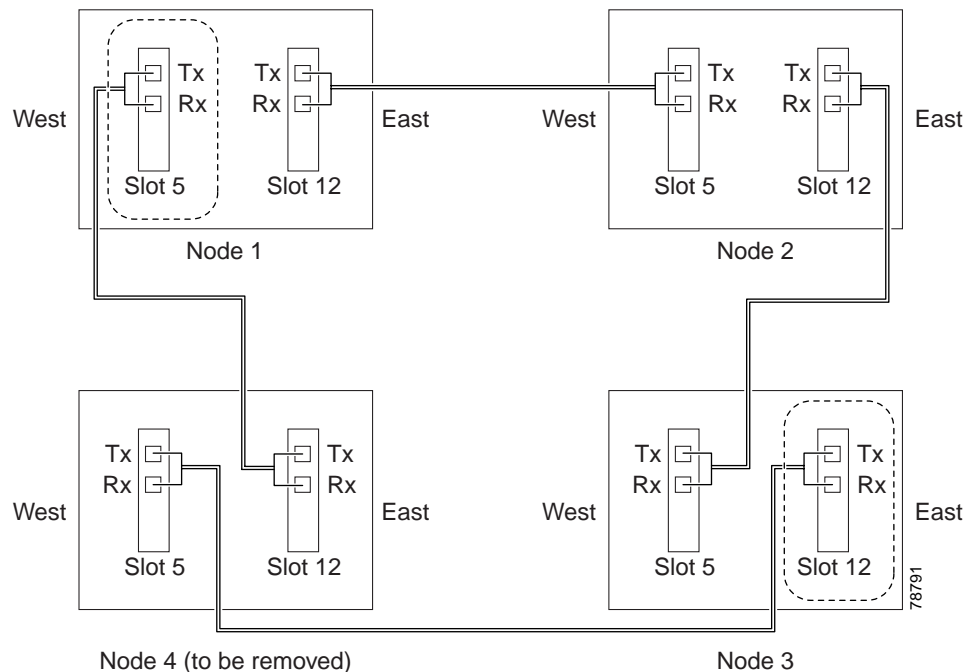 Tx Tx Tx Tx
Rx Rx Rx Rx
West East West East
Slot 5 Slot 12 Slot 5 Slot 12
Node 1 Node 2
Tx Tx Tx Tx
Rx Rx Rx Rx
West East West East
Slot 5 Slot 12 Slot 5 Slot 12
78791
Node 4 (to be removed) Node 3